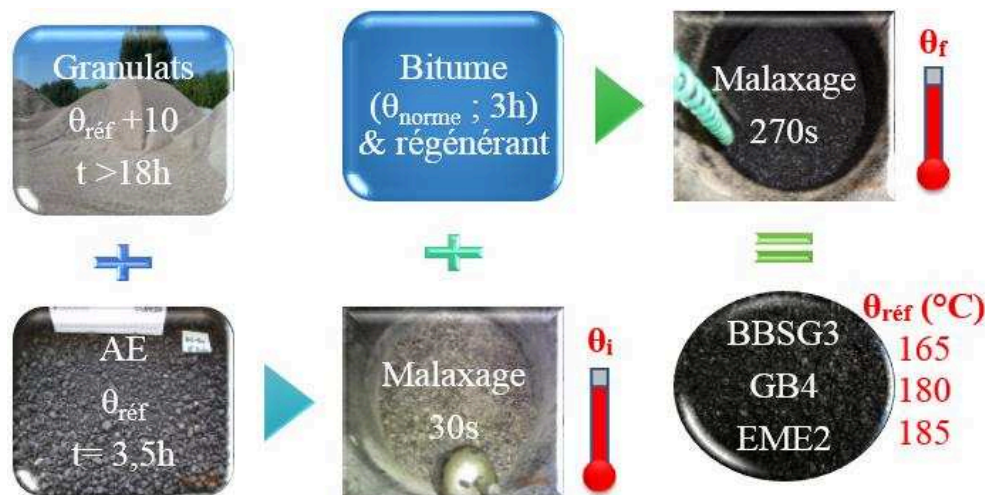 Granulats
θréf +10
t >18h
Bitume
(θnorme ; 3h)
& régénérant
Malaxage
270s
θf
AE
θréf
t= 3,5h
Malaxage
30s
θi
BBSG3
GB4
EME2
θréf (°C)
165
180
185